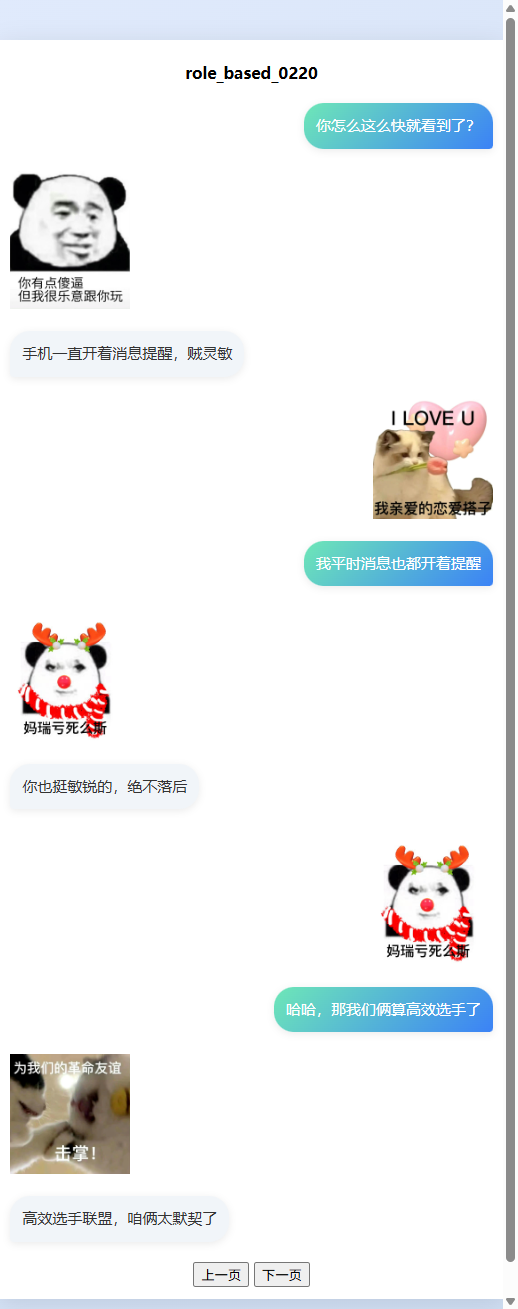 role_based_0220
你怎么这么快就看到了？
你有点傻逼
但我很乐意跟你玩
手机一直开着消息提醒，贼灵敏
I LOVE U
我亲爱的恋爱搭子
我平时消息也都开着提醒
妈瑞亏死么斯
你也挺敏锐的，绝不落后
妈瑞亏死么斯
哈哈，那我们俩算高效选手了
为我们的革命友谊
击掌！
高效选手联盟，咱俩太默契了
上一页 下一页